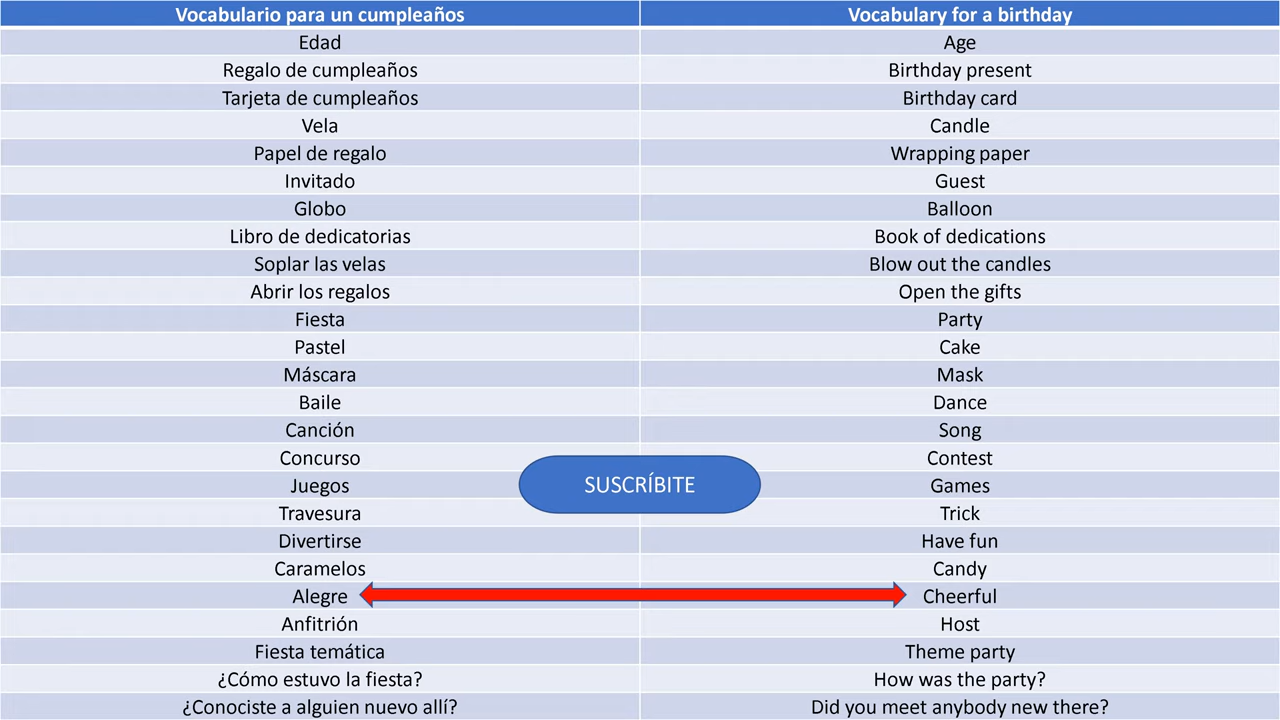 Vocabulario para un cumpleaños Vocabulary for a birthday
Edad Age
Regalo de cumpleaños Birthday present
Tarjeta de cumpleaños Birthday card
Vela Candle
Papel de regalo Wrapping paper
Invitado Guest
Globo Balloon
Libro de dedicatorias Book of dedications
Soplar las velas Blow out the candles
Abrir los regalos Open the gifts
Fiesta Party
Pastel Cake
Máscara Mask
Baile Dance
Canción Song
Concurso Contest
Juegos SUSCRÍBITE Games
Travesura Trick
Divertirse Have fun
Caramelos Candy
Alegre Cheerful
Anfitrión Host
Fiesta temática Theme party
¿Cómo estuvo la fiesta? How was the party?
¿Conociste a alguien nuevo allí? Did you meet anybody new there?